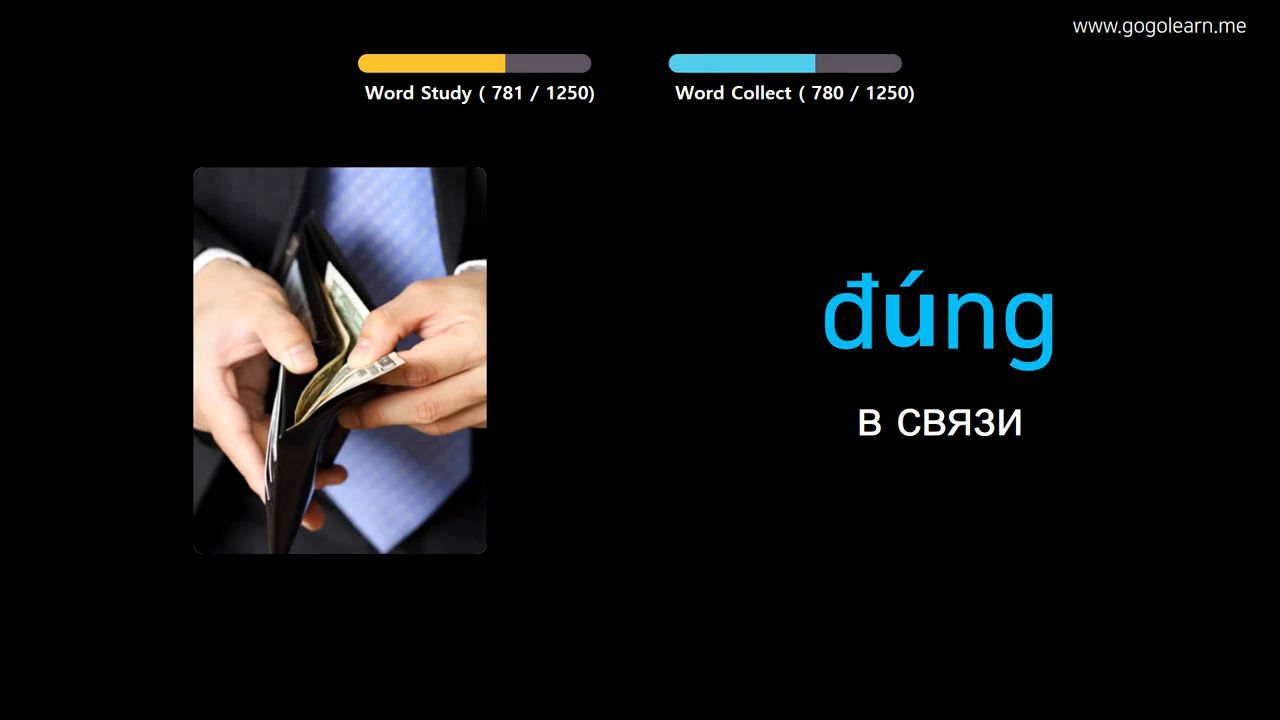 www.gogolearn.me
Word Study ( 781 / 1250)
Word Collect ( 780 / 1250)
đúng
в связи